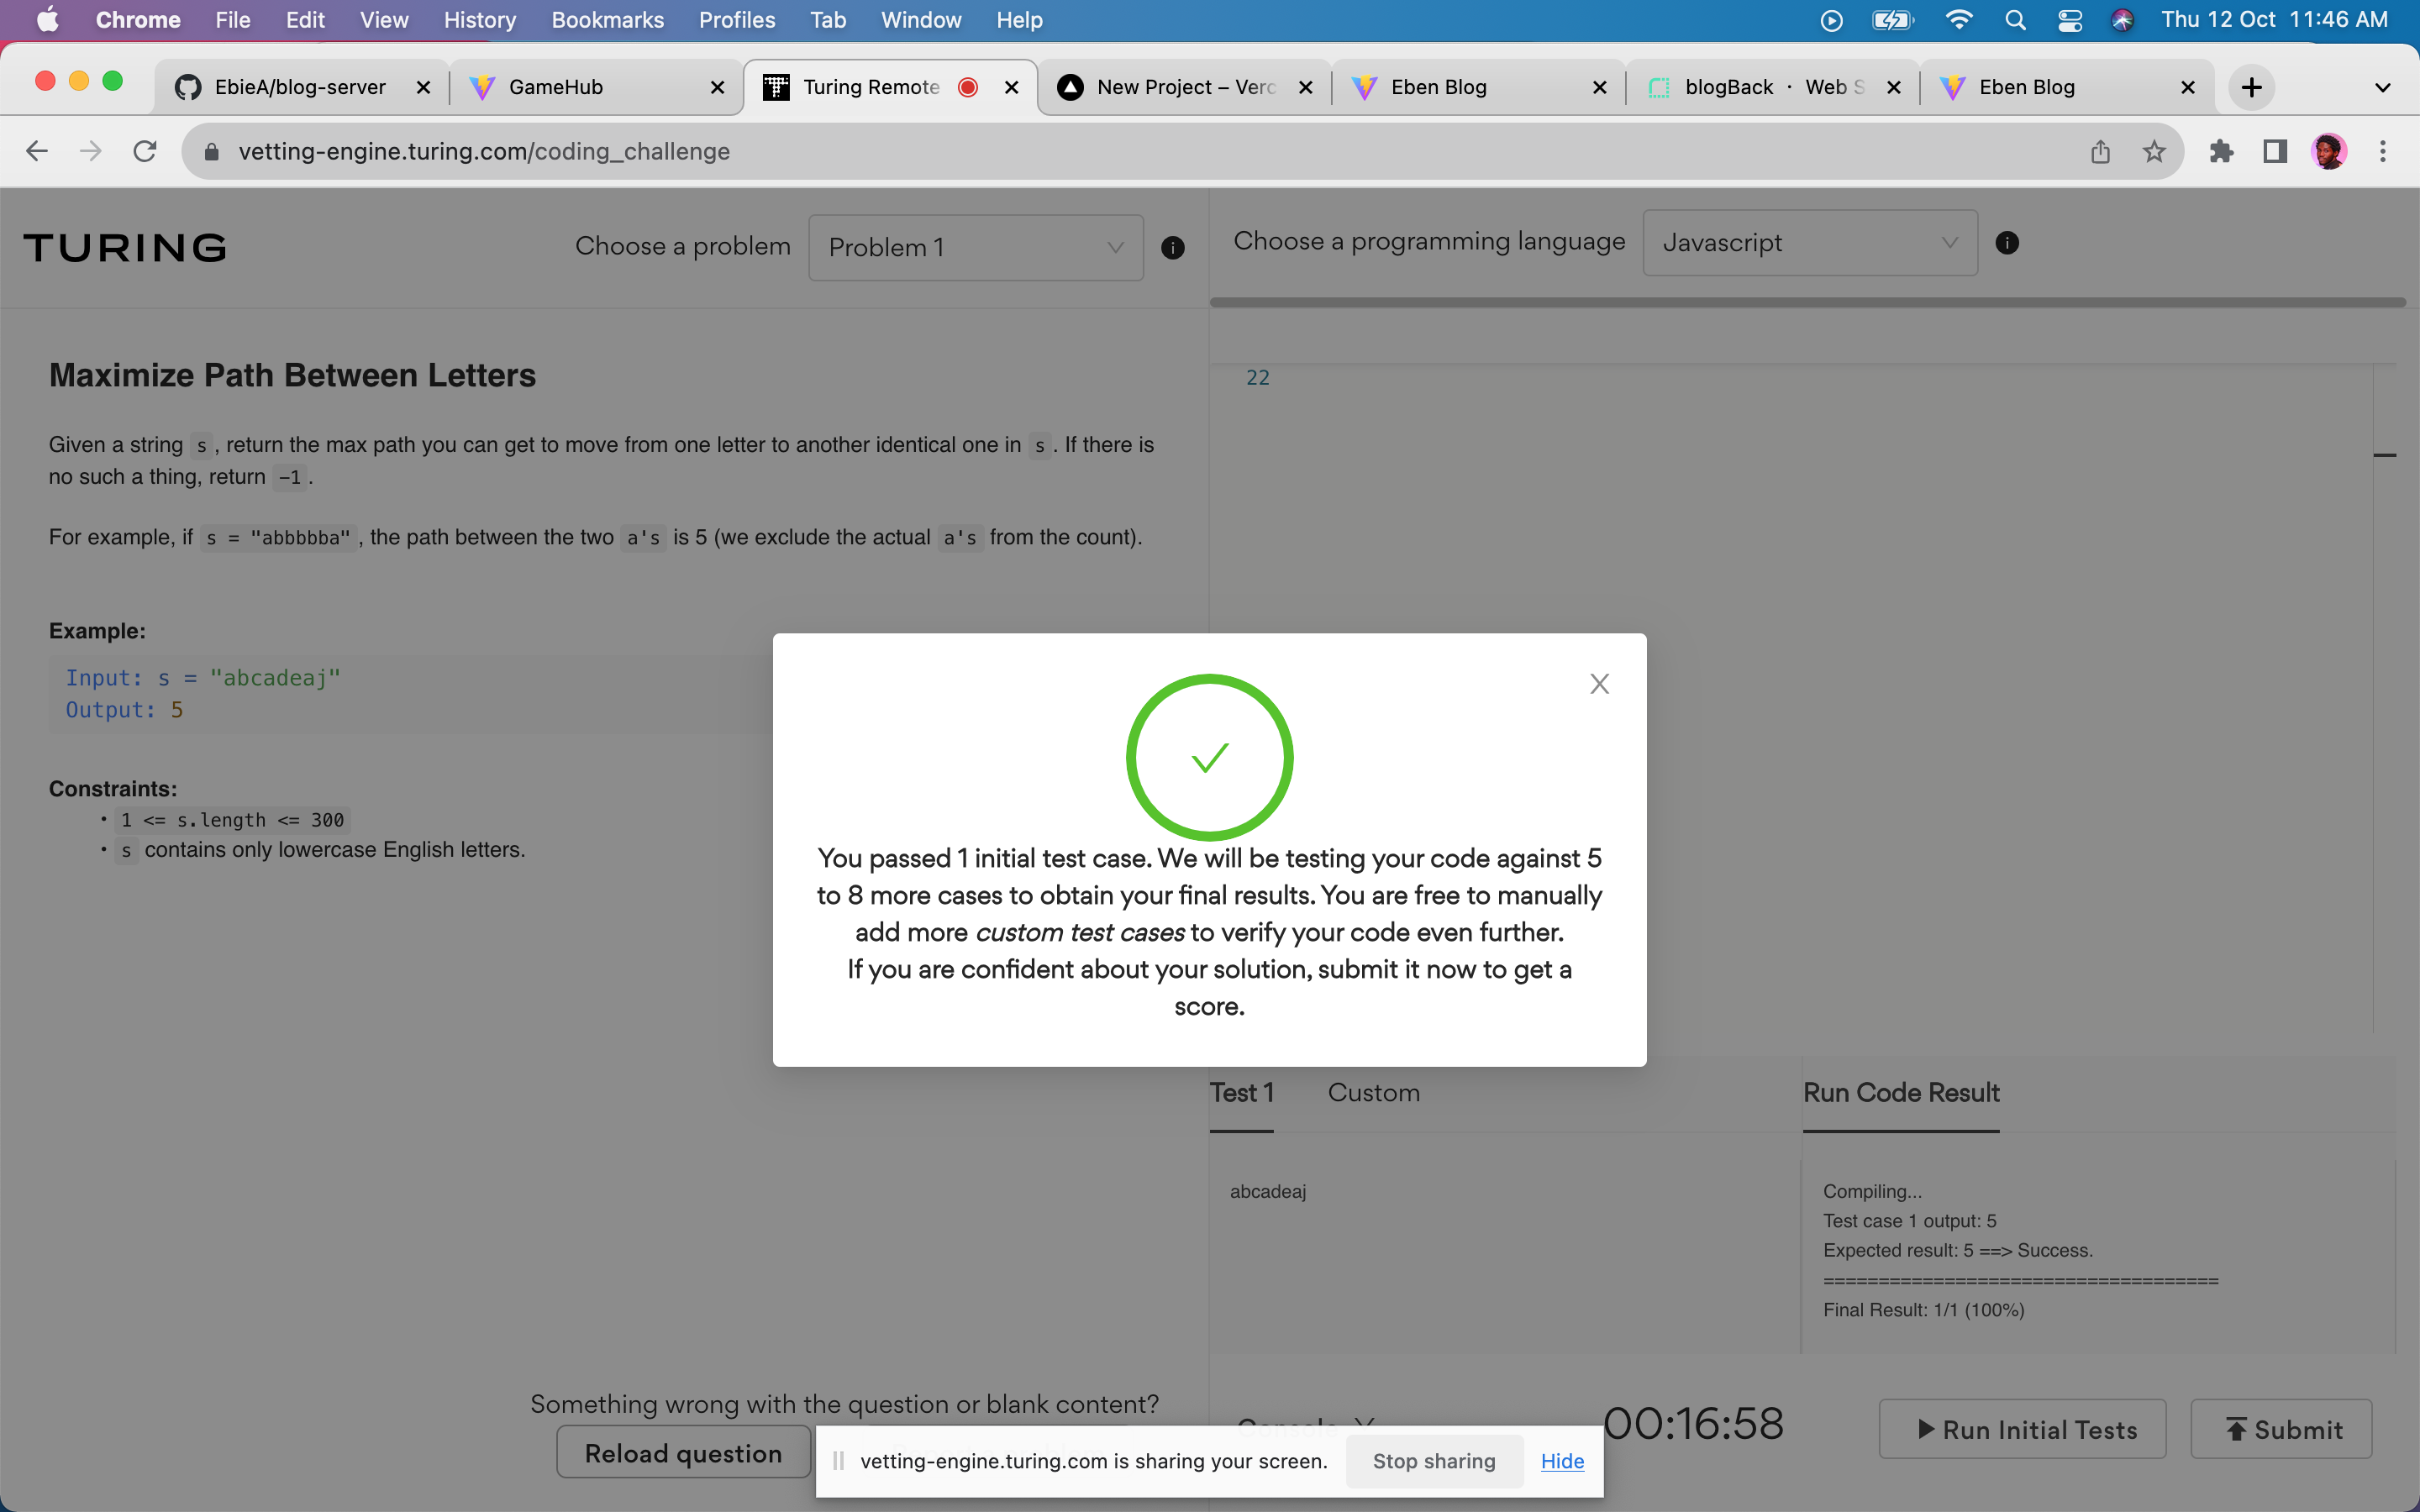 Chrome File Edit View History Bookmarks Profiles Tab Window Help Thu 12 Oct 11:46 AM
EbieA/blog-server GameHub Turing Remote New Project – Verc Eben Blog blogBack · Web S Eben Blog
vetting-engine.turing.com/coding_challenge
TURING Choose a problem Problem 1 Choose a programming language Javascript
Maximize Path Between Letters
22
Given a string s, return the max path you can get to move from one letter to another identical one in s. If there is
no such a thing, return -1.
For example, if s = "abbbbba", the path between the two a's is 5 (we exclude the actual a's from the count).
Example:
Input: s = "abcadeaj"
Output: 5
Constraints:
• 1 <= s.length <= 300
• s contains only lowercase English letters.
You passed 1 initial test case. We will be testing your code against 5
to 8 more cases to obtain your final results. You are free to manually
add more custom test cases to verify your code even further.
If you are confident about your solution, submit it now to get a
score.
Test 1 Custom Run Code Result
abcadeaj
Compiling...
Test case 1 output: 5
Expected result: 5 ==> Success.
====================================
Final Result: 1/1 (100%)
Something wrong with the question or blank content?
Reload question
Console
00:16:58
Run Initial Tests
Submit
vetting-engine.turing.com is sharing your screen. Stop sharing Hide